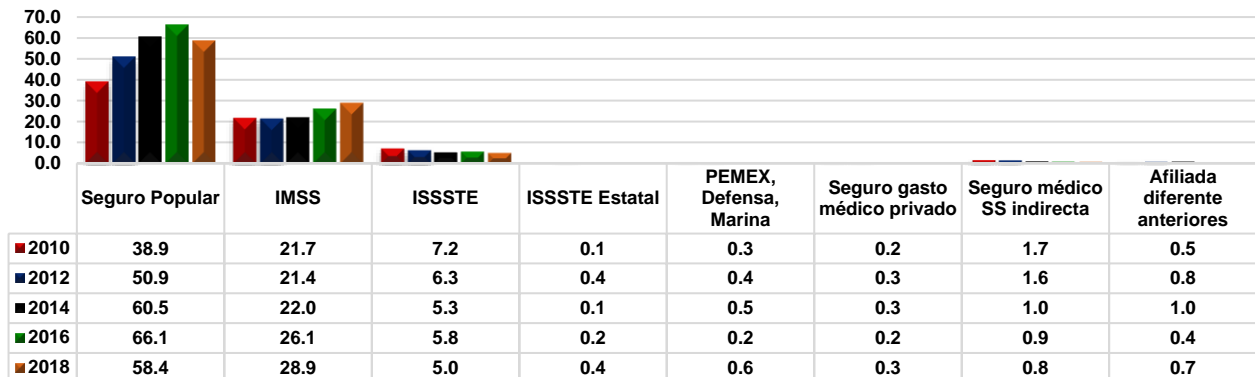 70.0
60.0
50.0
40.0
30.0
20.0
10.0
0.0
Seguro Popular IMSS ISSSTE ISSSTE Estatal PEMEX, Defensa, Marina Seguro gasto médico privado Seguro médico SS indirecta Afiliada diferente anteriores
2010 38.9 21.7 7.2 0.1 0.3 0.2 1.7 0.5
2012 50.9 21.4 6.3 0.4 0.4 0.3 1.6 0.8
2014 60.5 22.0 5.3 0.1 0.5 0.3 1.0 1.0
2016 66.1 26.1 5.8 0.2 0.2 0.2 0.9 0.4
2018 58.4 28.9 5.0 0.4 0.6 0.3 0.8 0.7